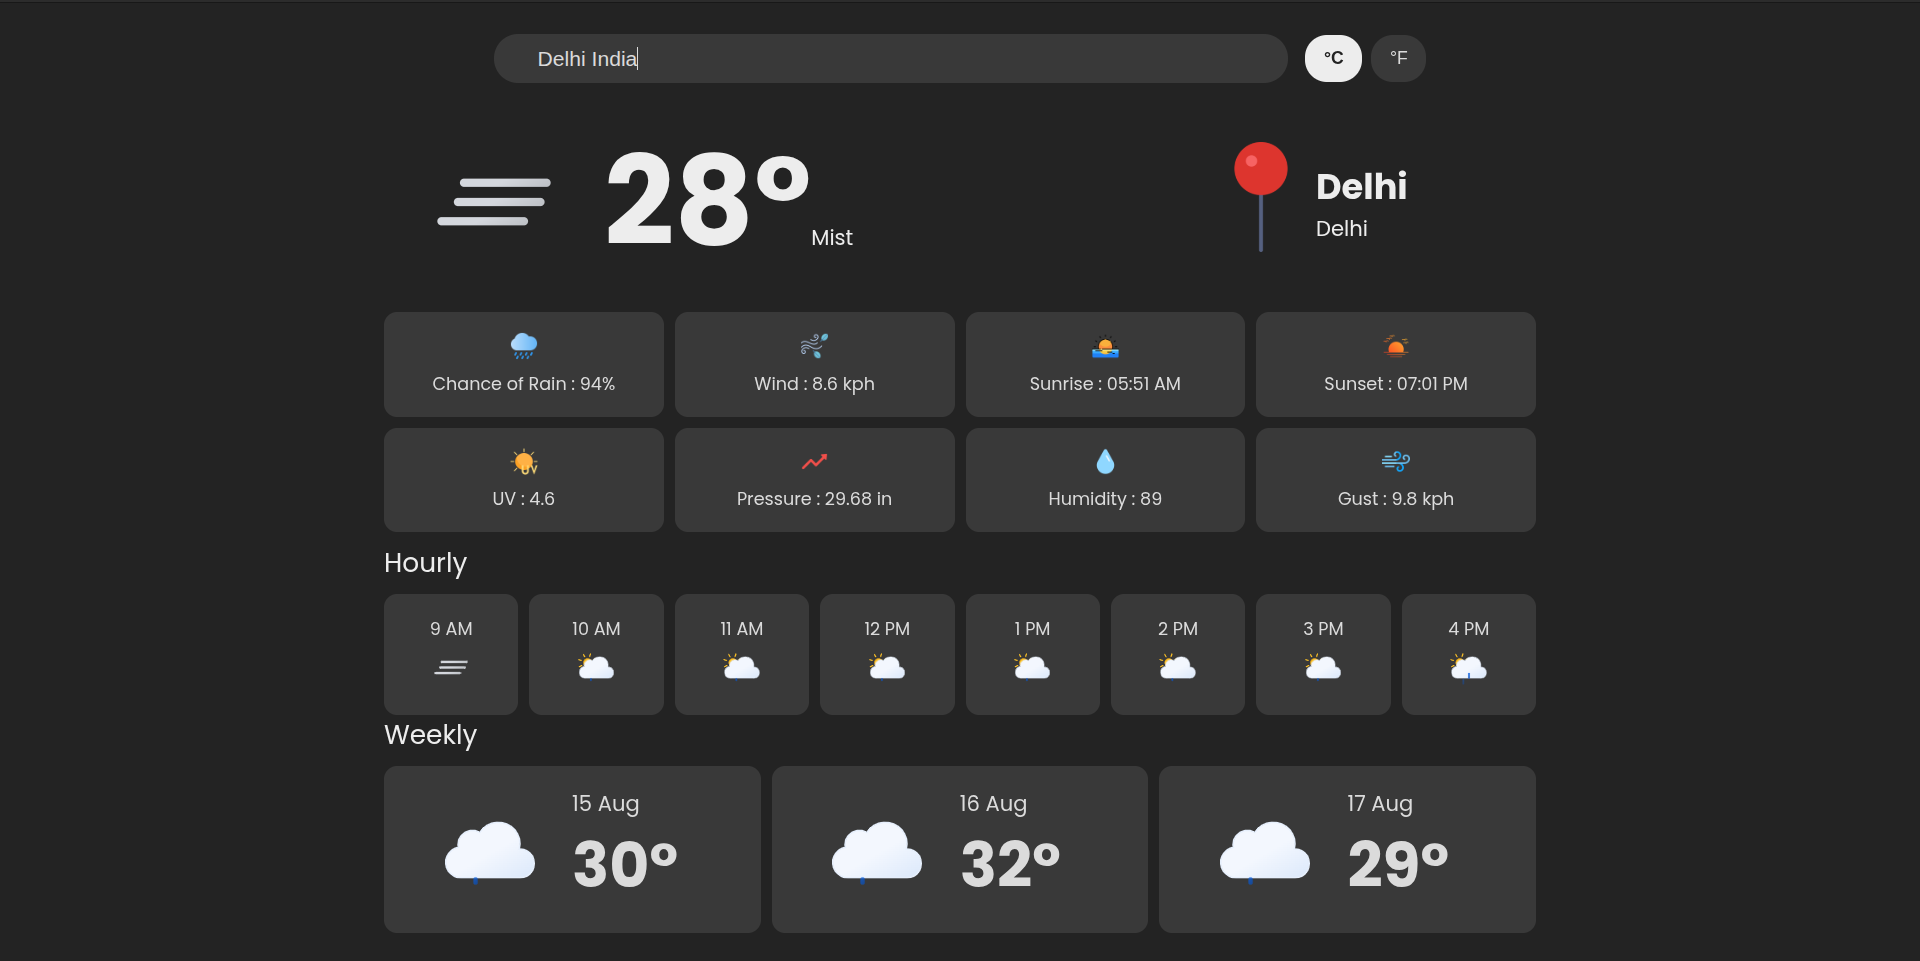 Delhi India
°C
°F
28°
Mist
Delhi
Delhi
Chance of Rain : 94%
Wind : 8.6 kph
Sunrise : 05:51 AM
Sunset : 07:01 PM
UV
UV : 4.6
Pressure : 29.68 in
Humidity : 89
Gust : 9.8 kph
Hourly
9 AM
10 AM
11 AM
12 PM
1 PM
2 PM
3 PM
4 PM
Weekly
15 Aug
30°
16 Aug
32°
17 Aug
29°